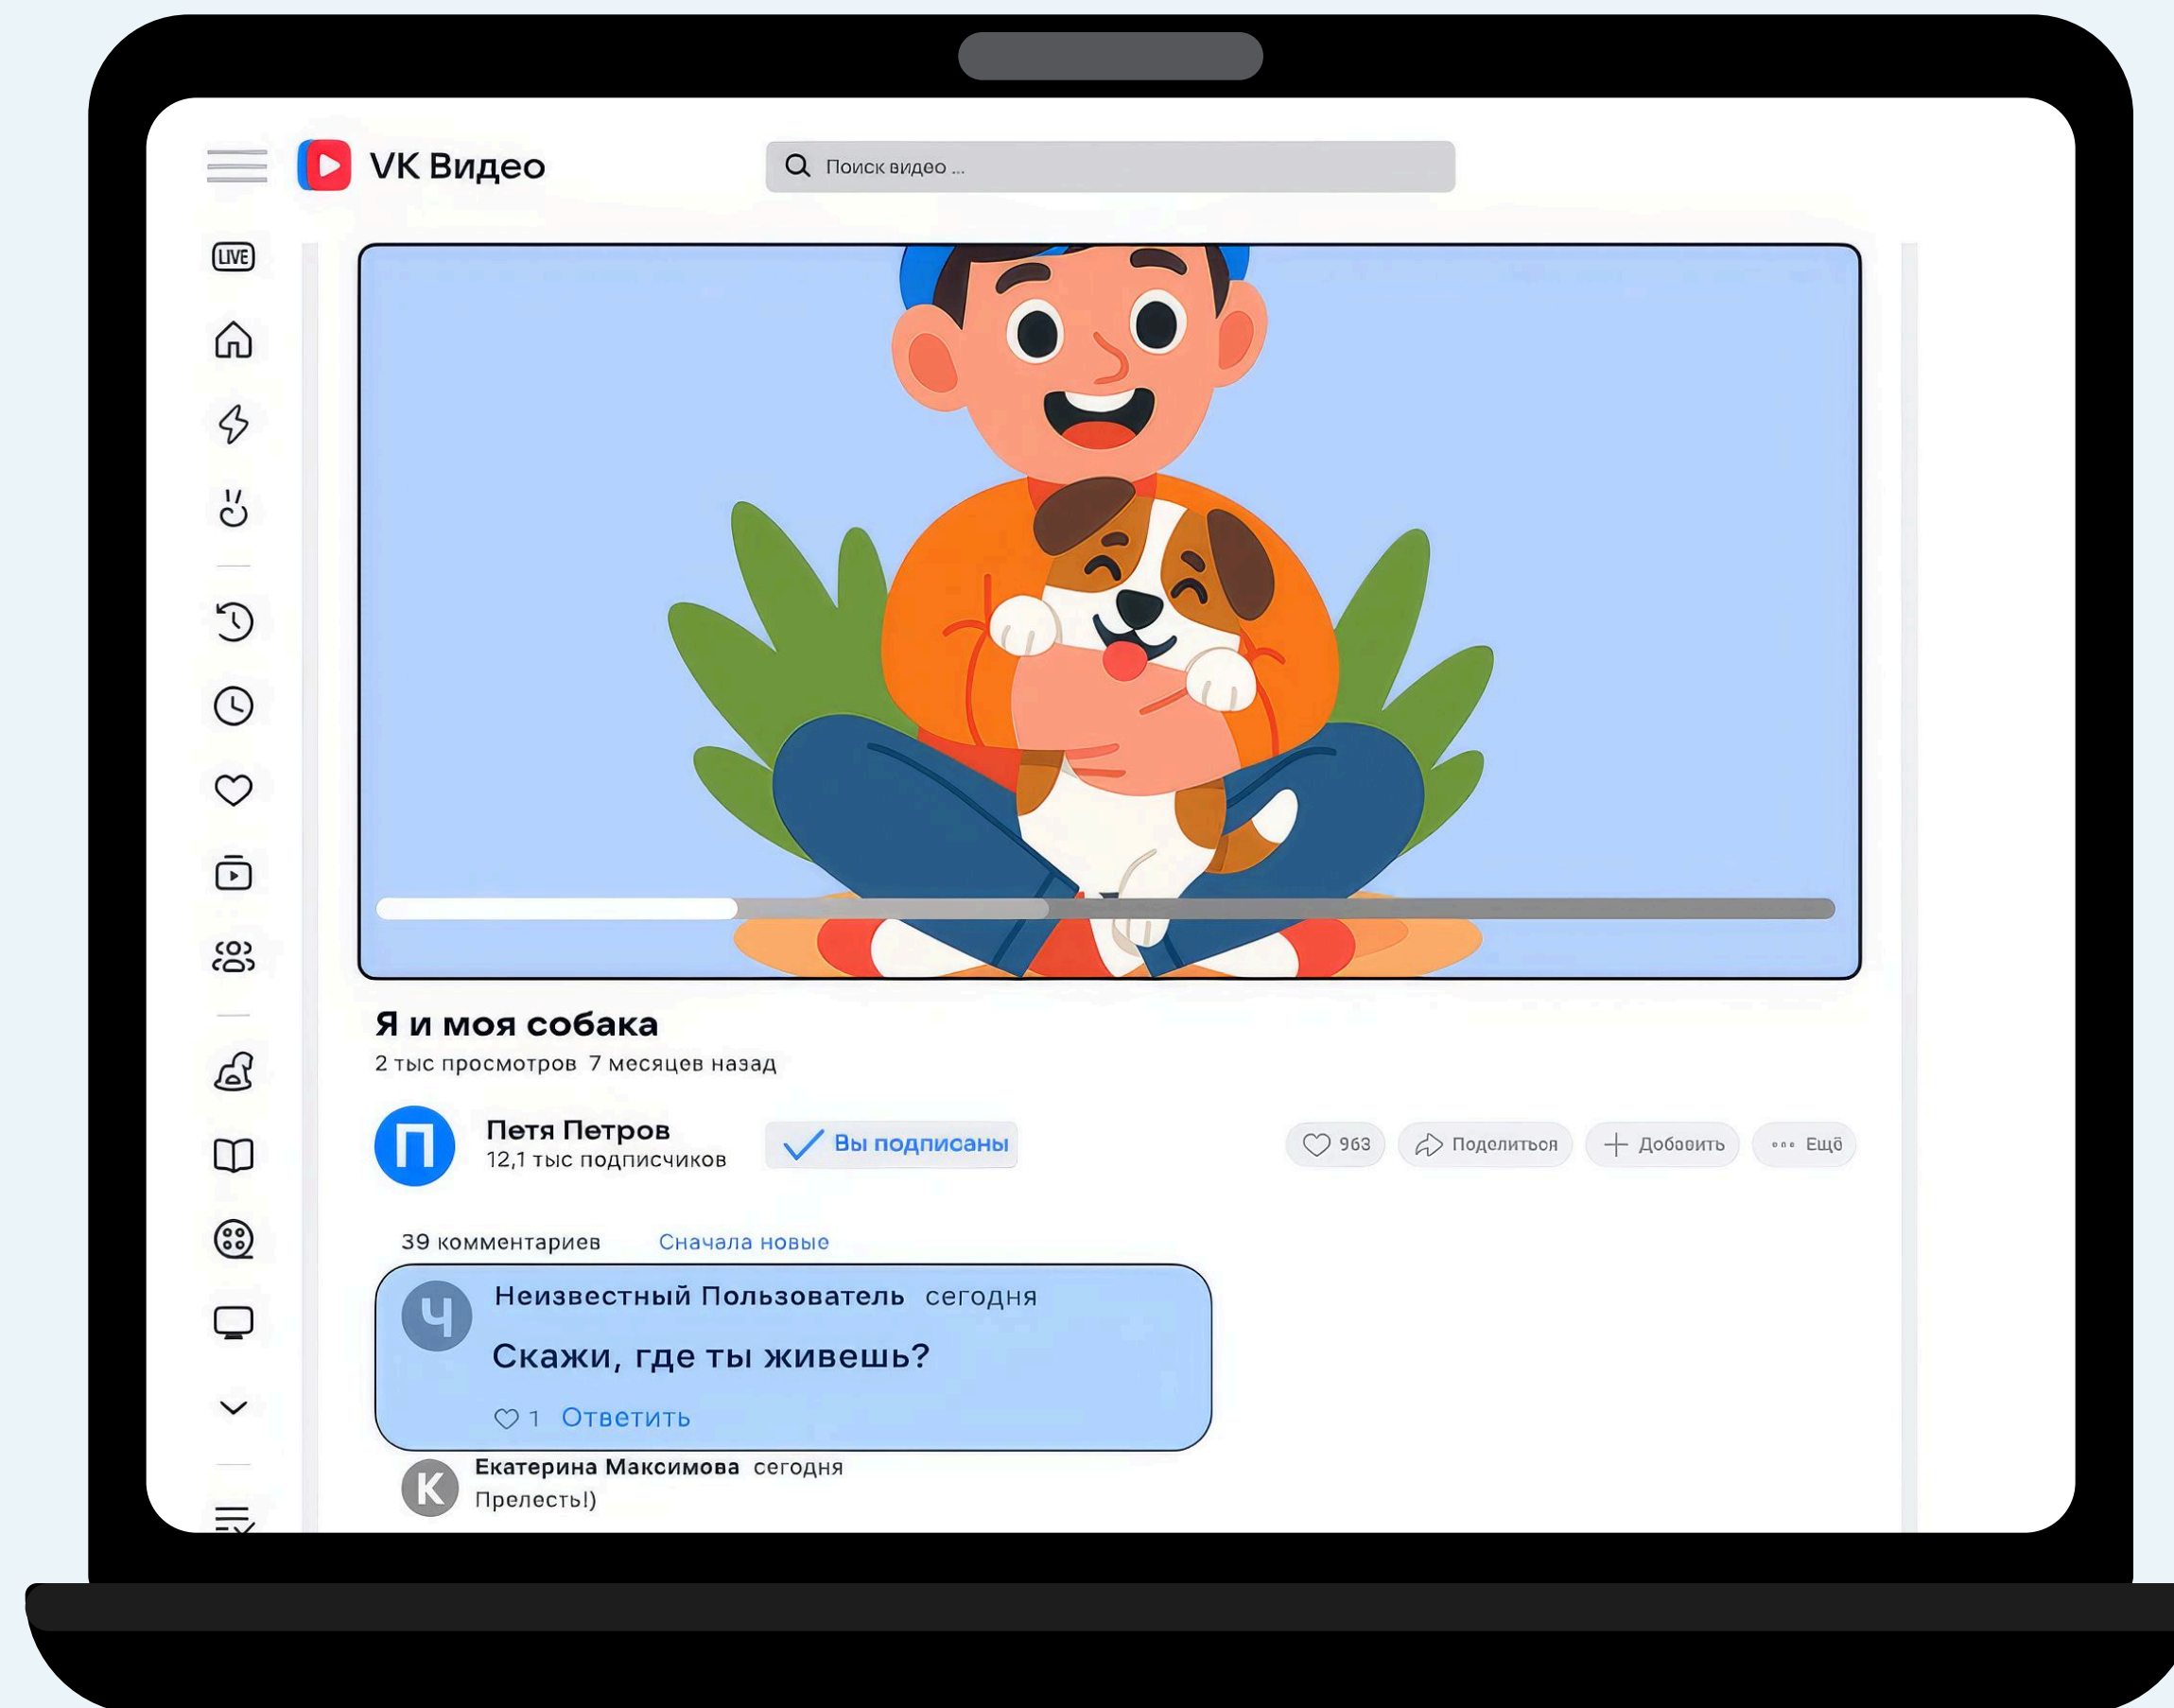 VK Видео
Поиск видео ...
LIVE
Я и моя собака
2 тыс просмотров 7 месяцев назад
П
Петя Петров
12,1 тыс подписчиков
Вы подписаны
963
Поделиться
Добавить
Ещё
39 комментариев Сначала новые
Ч
Неизвестный Пользователь сегодня
Скажи, где ты живешь?
1 Ответить
К
Екатерина Максимова сегодня
Прелесть!)